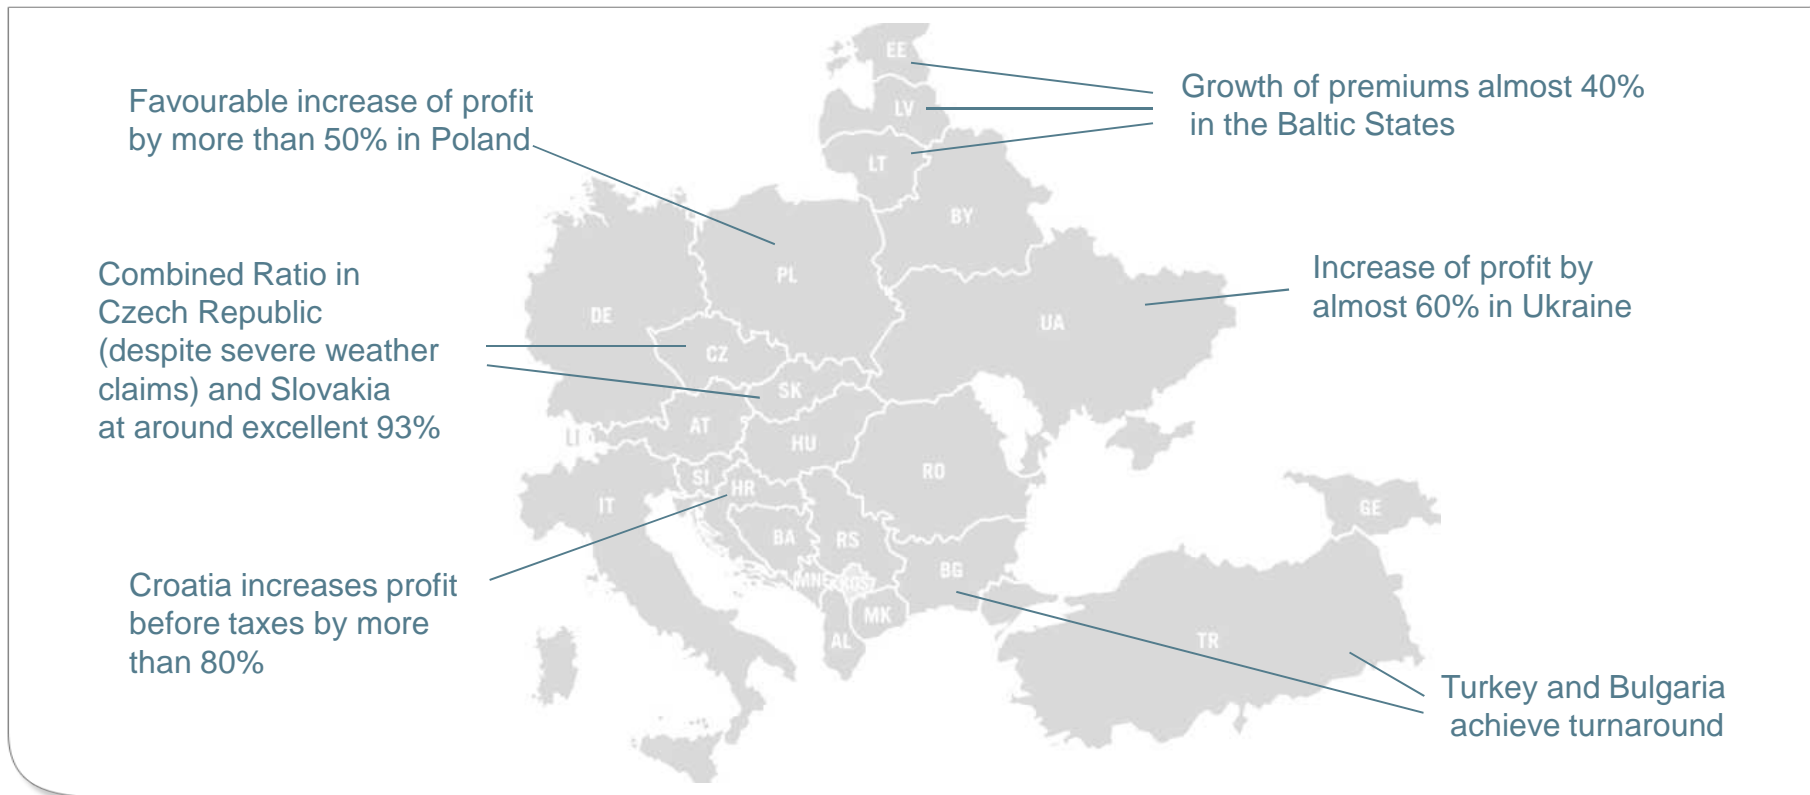 Favourable increase of profit
by more than 50% in Poland
Growth of premiums almost 40%
in the Baltic States
Combined Ratio in
Czech Republic
(despite severe weather
claims) and Slovakia
at around excellent 93%
Increase of profit by
almost 60% in Ukraine
Croatia increases profit
before taxes by more
than 80%
Turkey and Bulgaria
achieve turnaround
EE
LV
LT
BY
PL
DE
UA
CZ
SK
AT
LI
HU
RO
SI
HR
IT
BA
RS
GE
MNE
KOS
BG
MK
AL
TR